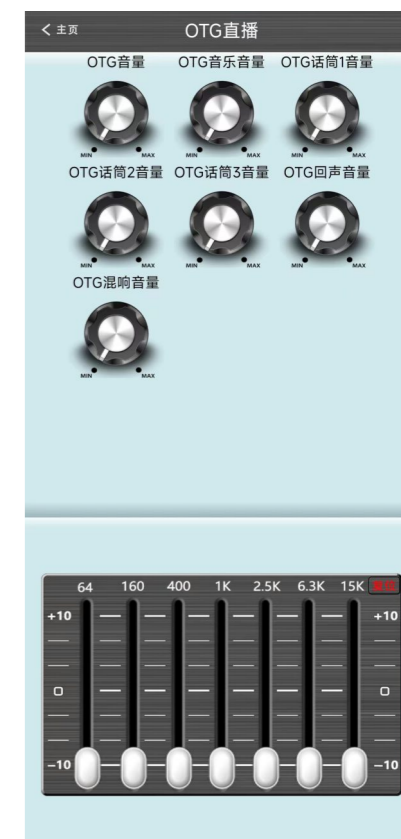 主页
OTG直播
OTG音量 OTG音乐音量 OTG话筒1音量
MIN MAX MIN MAX MIN MAX
OTG话筒2音量 OTG话筒3音量 OTG回声音量
MIN MAX MIN MAX MIN MAX
OTG混响音量
MIN MAX
64 160 400 1K 2.5K 6.3K 15K
+10 +10
0 0
-10 -10